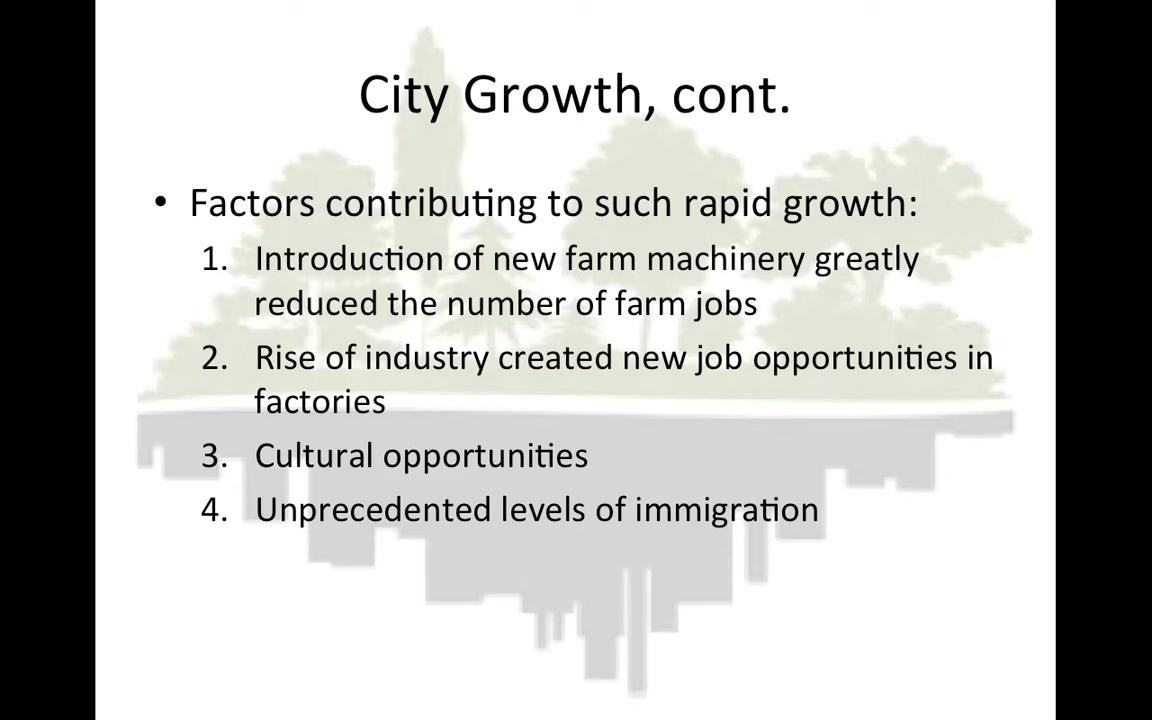 City Growth, cont.
• Factors contributing to such rapid growth:
1. Introduction of new farm machinery greatly
reduced the number of farm jobs
2. Rise of industry created new job opportunities in
factories
3. Cultural opportunities
4. Unprecedented levels of immigration